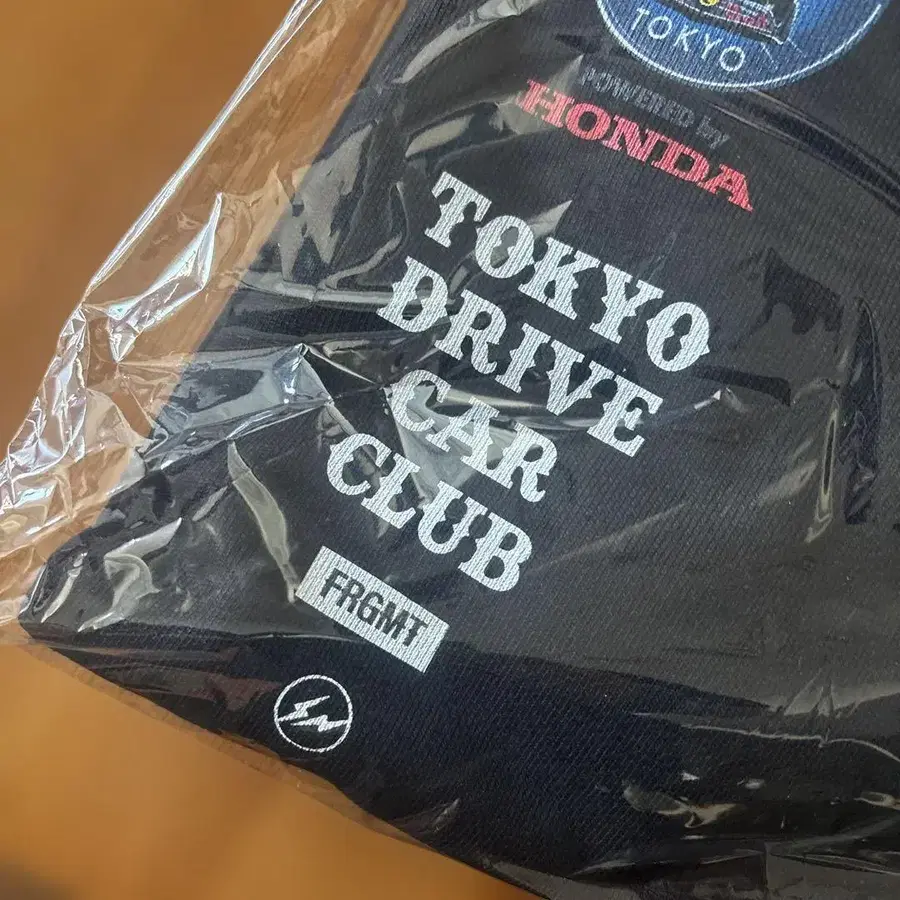 TOKYO
POWERED by
HONDA
TOKYO
DRIVE
CAR
CLUB
FRGMT